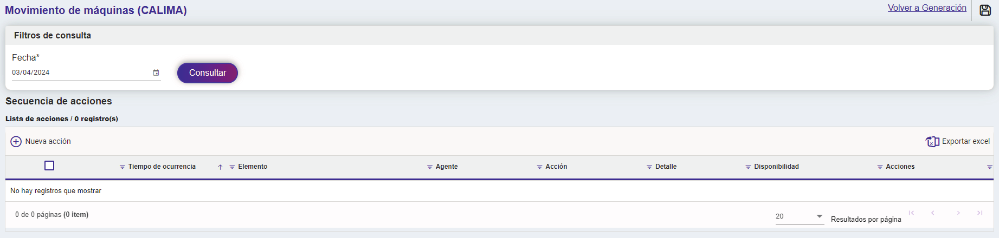 Movimiento de máquinas (CALIMA)
Volver a Generación
Filtros de consulta
Fecha*
03/04/2024
Consultar
Secuencia de acciones
Lista de acciones / 0 registro(s)
Nueva acción
Exportar excel
Tiempo de ocurrencia Elemento Agente Acción Detalle Disponibilidad Acciones
No hay registros que mostrar
0 de 0 páginas (0 item)
20 Resultados por página